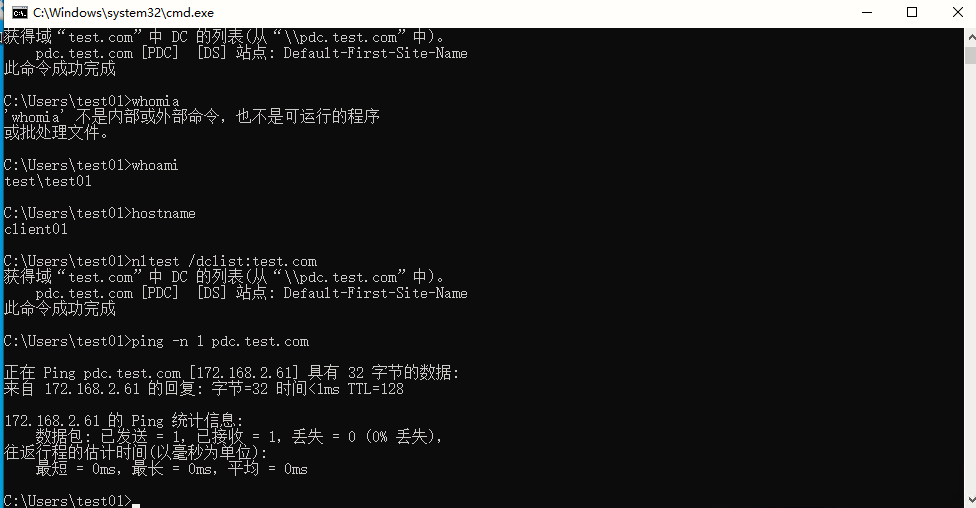 C:\Windows\system32\cmd.exe
获得域“test.com”中 DC 的列表(从“\\pdc.test.com”中)。
    pdc.test.com [PDC]  [DS] 站点: Default-First-Site-Name
此命令成功完成
C:\Users\test01>whomia
'whomia' 不是内部或外部命令，也不是可运行的程序
或批处理文件。
C:\Users\test01>whoami
test\test01
C:\Users\test01>hostname
client01
C:\Users\test01>nltest /dclist:test.com
获得域“test.com”中 DC 的列表(从“\\pdc.test.com”中)。
    pdc.test.com [PDC]  [DS] 站点: Default-First-Site-Name
此命令成功完成
C:\Users\test01>ping -n 1 pdc.test.com
正在 Ping pdc.test.com [172.168.2.61] 具有 32 字节的数据:
来自 172.168.2.61 的回复: 字节=32 时间<1ms TTL=128
172.168.2.61 的 Ping 统计信息:
    数据包: 已发送 = 1，已接收 = 1，丢失 = 0 (0% 丢失)，
往返行程的估计时间(以毫秒为单位):
    最短 = 0ms，最长 = 0ms，平均 = 0ms
C:\Users\test01>